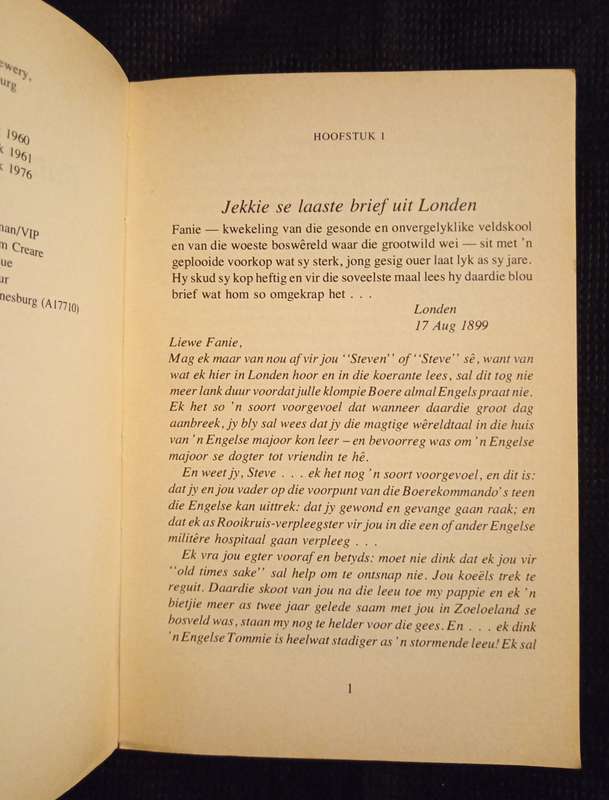 ewery,
urg
1960
k 1961
k 1976
nan/VIP
m Creare
que
ur
nesburg (A17710)
HOOFSTUK 1
Jekkie se laaste brief uit Londen
Fanie — kwekeling van die gesonde en onvergelyklike veldskool
en van die woeste boswêreld waar die grootwild wei — sit met 'n
geplooide voorkop wat sy sterk, jong gesig ouer laat lyk as sy jare.
Hy skud sy kop heftig en vir die soveelste maal lees hy daardie blou
brief wat hom so omgekrap het . . .
Londen
17 Aug 1899
Liewe Fanie,
Mag ek maar van nou af vir jou "Steven" of "Steve" sê, want van
wat ek hier in Londen hoor en in die koerante lees, sal dit tog nie
meer lank duur voordat julle klompie Boere almal Engels praat nie.
Ek het so 'n soort voorgevoel dat wanneer daardie groot dag
aanbreek, jy bly sal wees dat jy die magtige wêreldtaal in die huis
van 'n Engelse majoor kon leer – en bevoorreg was om 'n Engelse
majoor se dogter tot vriendin te hê.
En weet jy, Steve . . . ek het nog 'n soort voorgevoel, en dit is:
dat jy en jou vader op die voorpunt van die Boerekommando's teen
die Engelse kan uittrek: dat jy gewond en gevange gaan raak; en
dat ek as Rooikruis-verpleegster vir jou in die een of ander Engelse
militêre hospitaal gaan verpleeg . . .
Ek vra jou egter vooraf en betyds: moet nie dink dat ek jou vir
"old times sake" sal help om te ontsnap nie. Jou koeëls trek te
reguit. Daardie skoot van jou na die leeu toe my pappie en ek 'n
bietjie meer as twee jaar gelede saam met jou in Zoeloeland se
bosveld was, staan my nog te helder voor die gees. En . . . ek dink
'n Engelse Tommie is heelwat stadiger as 'n stormende leeu! Ek sal
1